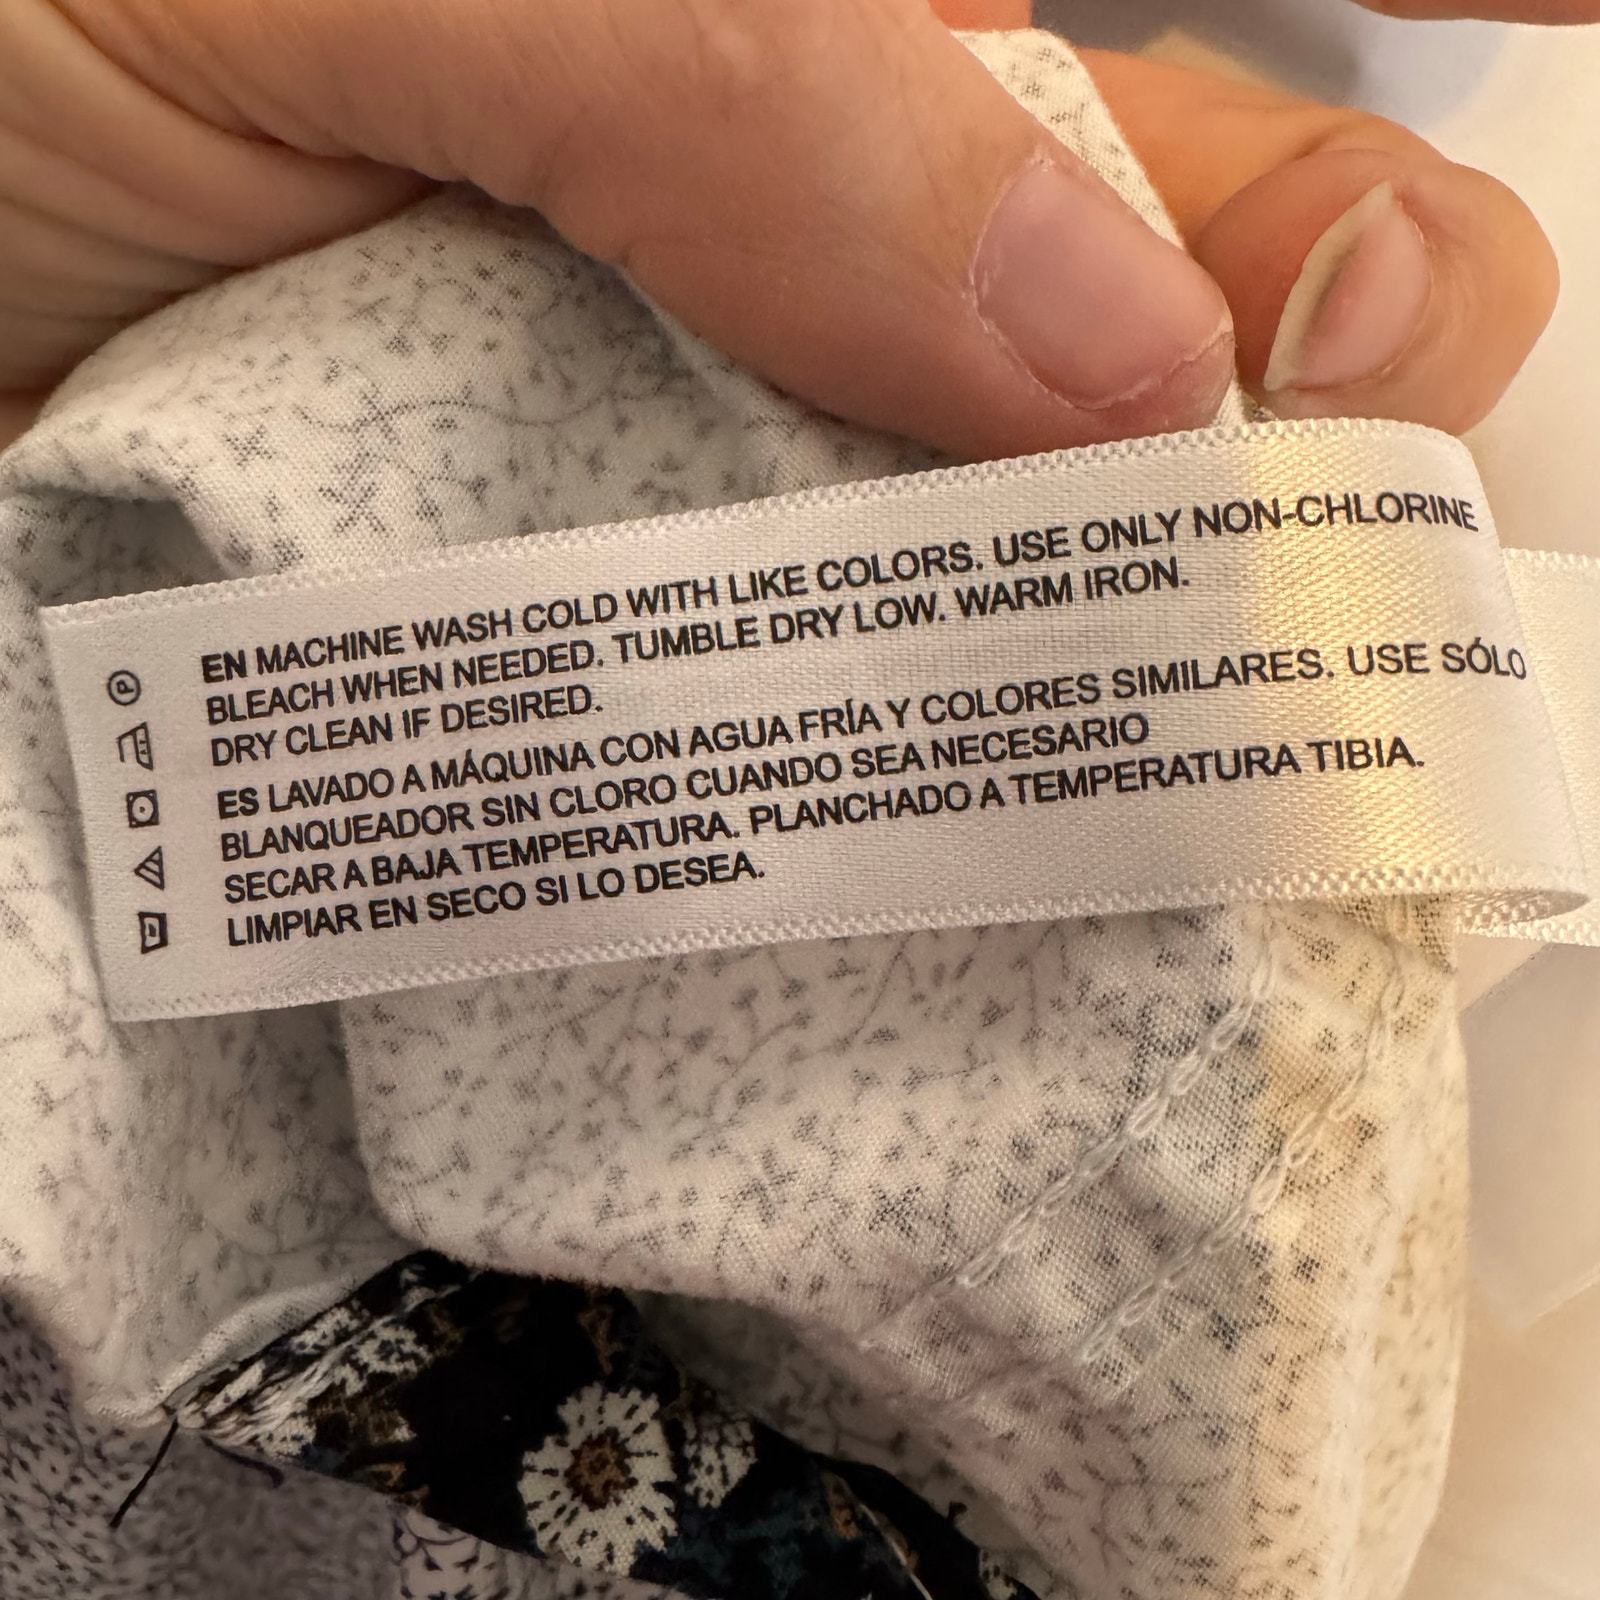 EN MACHINE WASH COLD WITH LIKE COLORS. USE ONLY NON-CHLORINE
BLEACH WHEN NEEDED. TUMBLE DRY LOW. WARM IRON.
DRY CLEAN IF DESIRED.
ES LAVADO A MÁQUINA CON AGUA FRÍA Y COLORES SIMILARES. USE SÓLO
BLANQUEADOR SIN CLORO CUANDO SEA NECESARIO
SECAR A BAJA TEMPERATURA. PLANCHADO A TEMPERATURA TIBIA.
LIMPIAR EN SECO SI LO DESEA.